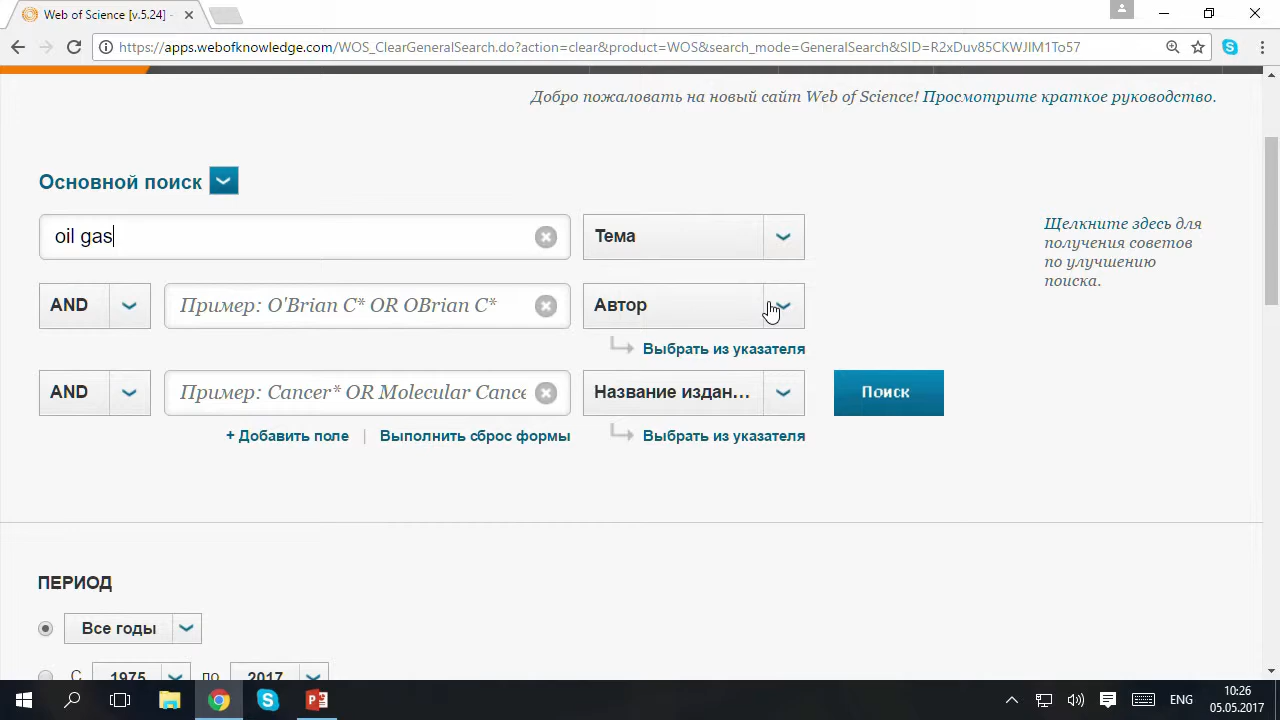 Web of Science [v.5.24] -
https://apps.webofknowledge.com/WOS_ClearGeneralSearch.do?action=clear&product=WOS&search_mode=GeneralSearch&SID=R2xDuv85CKWJIM1To57
Добро пожаловать на новый сайт Web of Science! Просмотрите краткое руководство.
Основной поиск
oil gas
Тема
Щелкните здесь для
получения советов
по улучшению
поиска.
AND
Пример: O'Brian C* OR OBrian C*
Автор
Выбрать из указателя
AND
Пример: Cancer* OR Molecular Cance
Название издан...
Поиск
+ Добавить поле | Выполнить сброс формы
Выбрать из указателя
ПЕРИОД
Все годы
С 1975 по 2017
ENG
10:26
05.05.2017